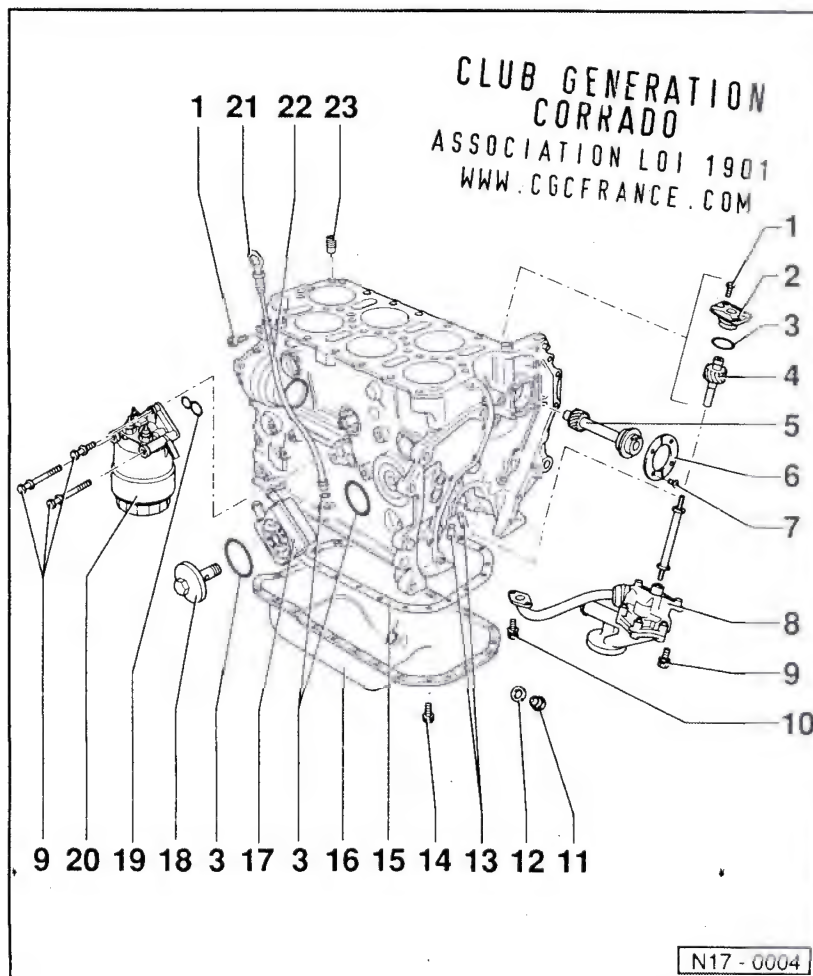 CLUB GENERATION
CORRADO
ASSOCIATION LOI 1901
WWW.CGCFRANCE.COM
1 21 22 23
1
2
3
4
5
6
7
8
9
10
9 20 19 18 3 17 3 16 15 14 13 12 11
N17 - 0004